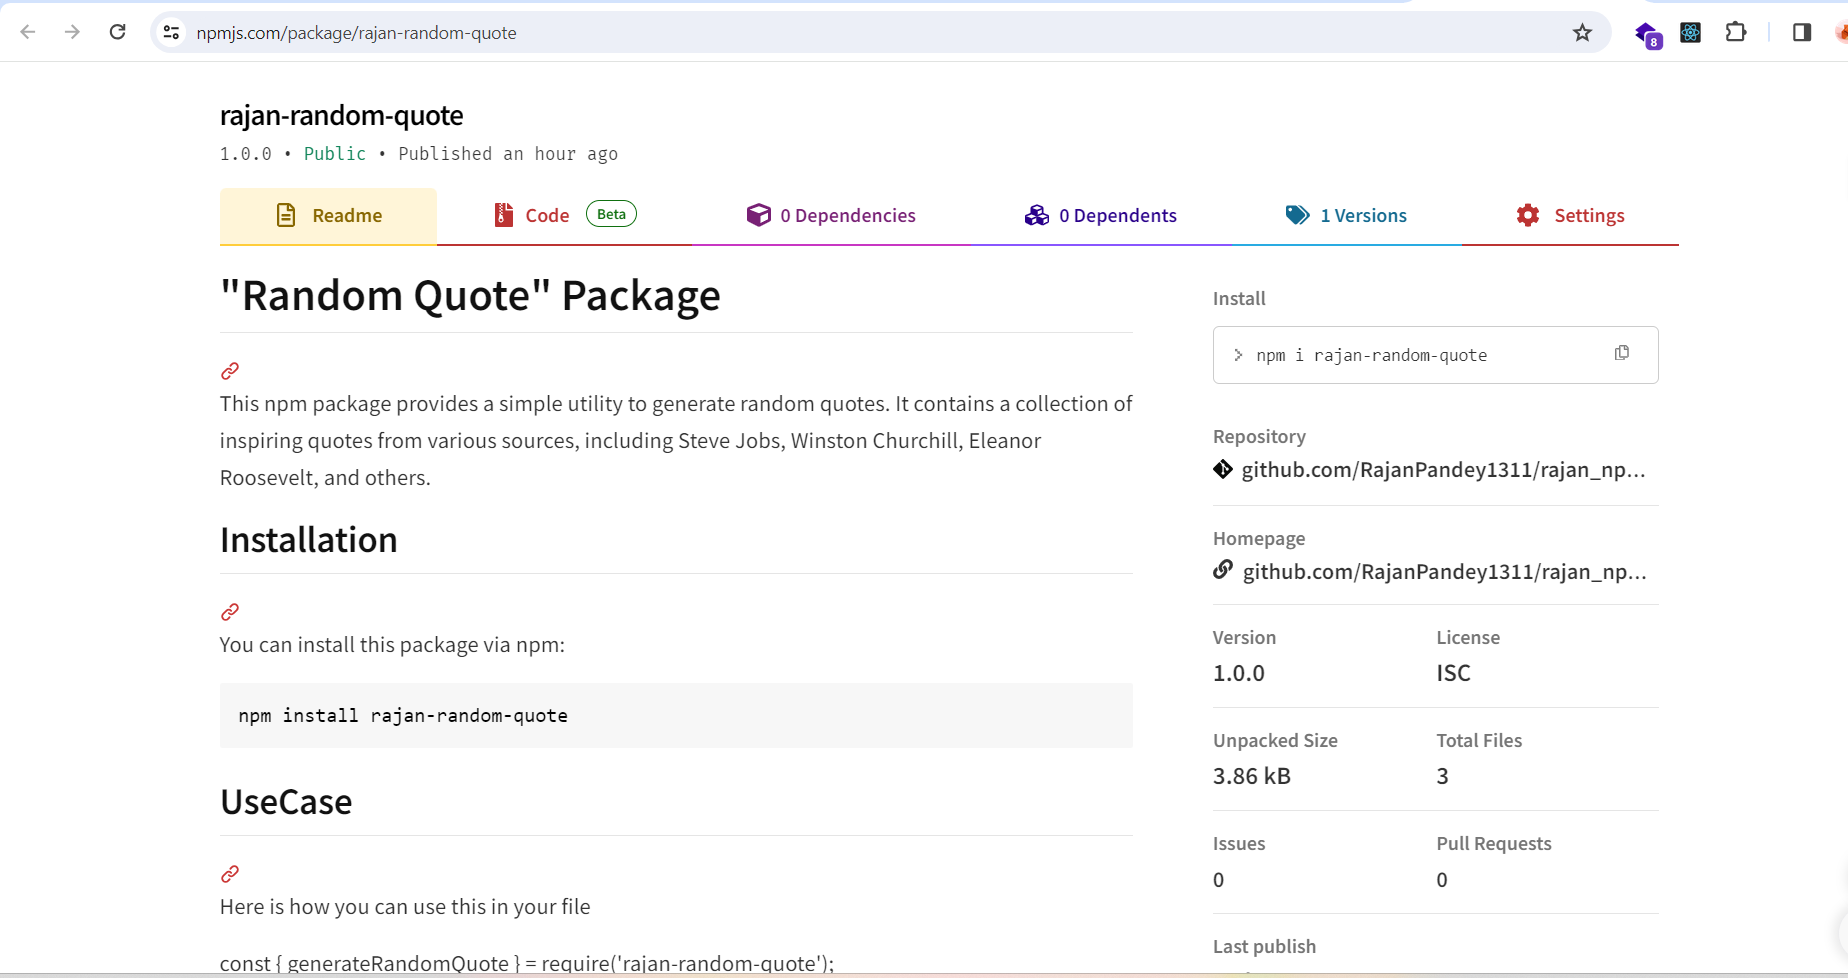 npmjs.com/package/rajan-random-quote
8
rajan-random-quote
1.0.0 • Public • Published an hour ago
Readme
Code Beta
0 Dependencies
0 Dependents
1 Versions
Settings
"Random Quote" Package
This npm package provides a simple utility to generate random quotes. It contains a collection of
inspiring quotes from various sources, including Steve Jobs, Winston Churchill, Eleanor
Roosevelt, and others.
Installation
You can install this package via npm:
npm install rajan-random-quote
UseCase
Here is how you can use this in your file
const { generateRandomQuote } = require('rajan-random-quote');
Install
> npm i rajan-random-quote
Repository
github.com/RajanPandey1311/rajan_np...
Homepage
github.com/RajanPandey1311/rajan_np...
Version
License
1.0.0
ISC
Unpacked Size
Total Files
3.86 kB
3
Issues
Pull Requests
0
0
Last publish